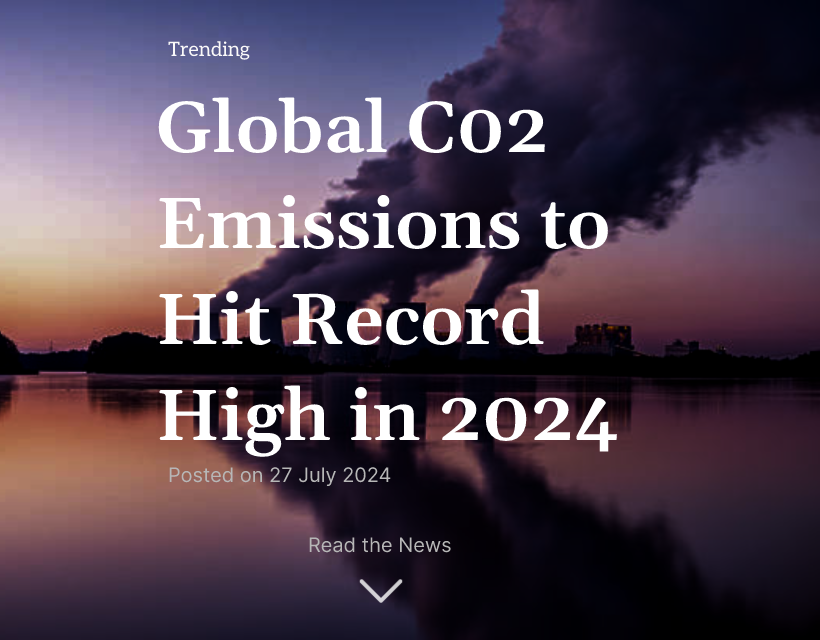 Trending
Global C02
Emissions to
Hit Record
High in 2024
Posted on 27 July 2024
Read the News